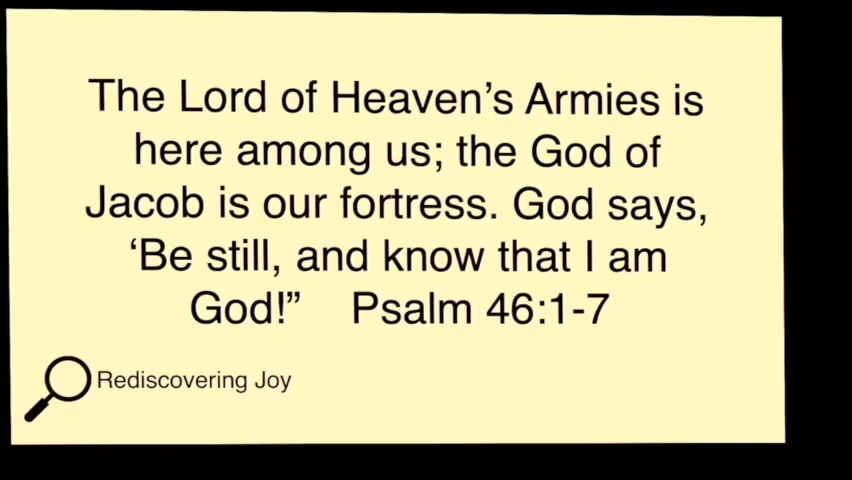 The Lord of Heaven’s Armies is
here among us; the God of
Jacob is our fortress. God says,
‘Be still, and know that I am
God!” Psalm 46:1-7
Rediscovering Joy